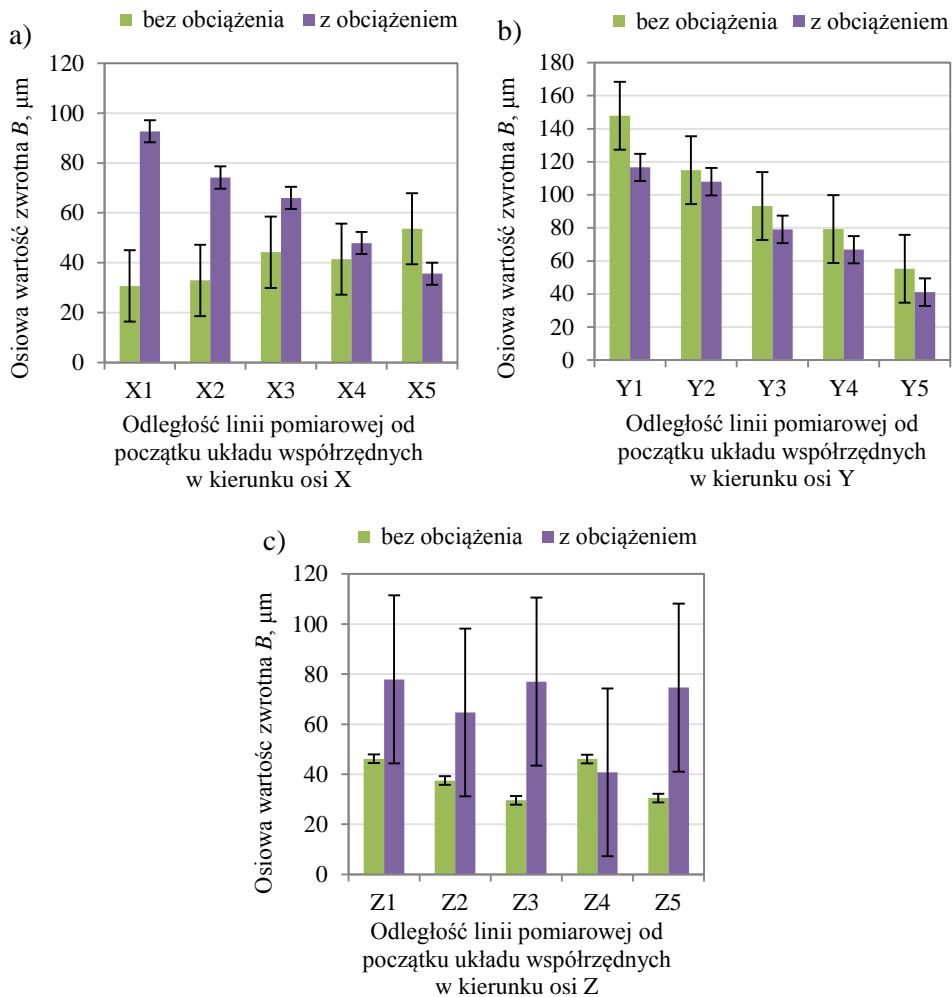 a)
bez obciążenia z obciążeniem
Osiowa wartość zwrotna B, µm
120
100
80
60
40
20
0
X1 X2 X3 X4 X5
Odległość linii pomiarowej od
początku układu współrzędnych
w kierunku osi X
b)
bez obciążenia z obciążeniem
Osiowa wartość zwrotna B, µm
180
160
140
120
100
80
60
40
20
0
Y1 Y2 Y3 Y4 Y5
Odległość linii pomiarowej od
początku układu współrzędnych
w kierunku osi Y
c)
bez obciążenia z obciążeniem
Osiowa wartość zwrotna B, µm
120
100
80
60
40
20
0
Z1 Z2 Z3 Z4 Z5
Odległość linii pomiarowej od
początku układu współrzędnych
w kierunku osi Z